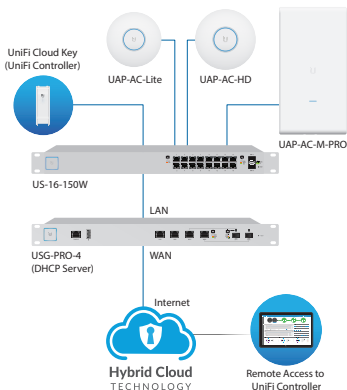 UniFi Cloud Key
(UniFi Controller)
UAP-AC-Lite
UAP-AC-HD
UAP-AC-M-PRO
US-16-150W
LAN
USG-PRO-4
(DHCP Server)
WAN
Internet
Hybrid Cloud
TECHNOLOGY
Remote Access to
UniFi Controller